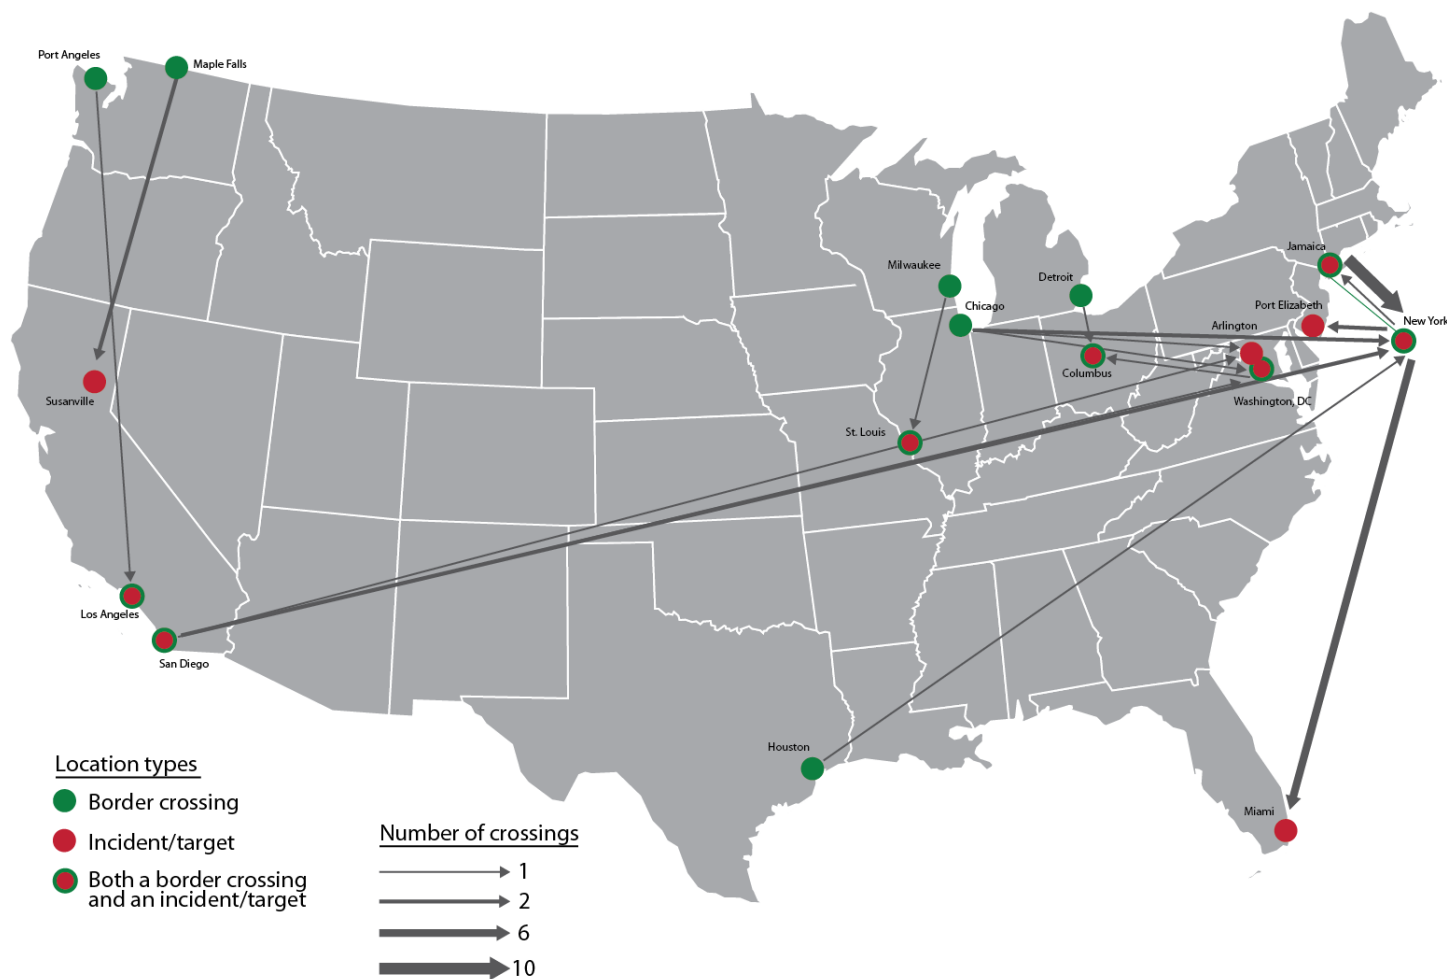 Port Angeles
Maple Falls
Jamaica
Milwaukee
Detroit
Chicago
Port Elizabeth
New York
Arlington
Columbus
Susanville
Washington, DC
St. Louis
Los Angeles
San Diego
Houston
Miami
Location types
Border crossing
Incident/target
Both a border crossing
and an incident/target
Number of crossings
1
2
6
10